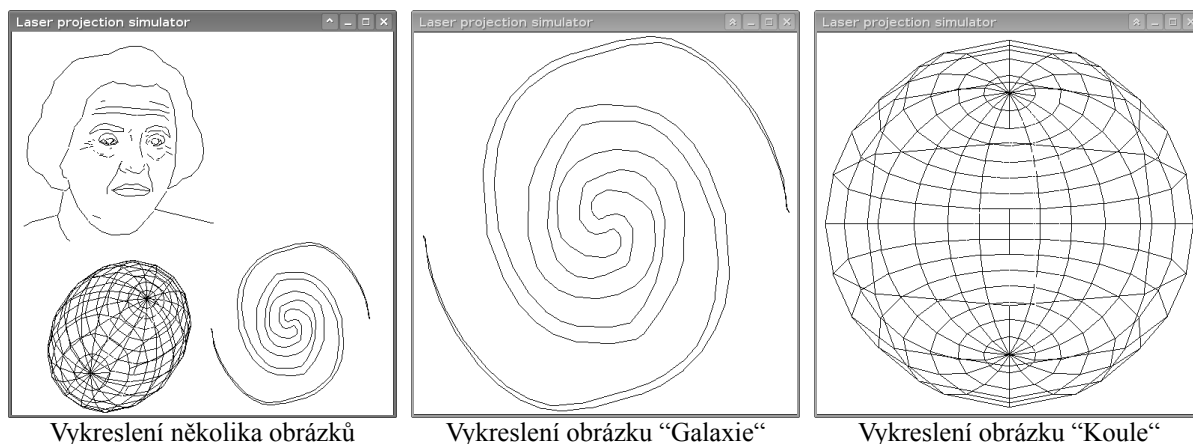 Laser projection simulator
Laser projection simulator
Laser projection simulator
Vykreslení několika obrázků
Vykreslení obrázku “Galaxie“
Vykreslení obrázku “Koule“